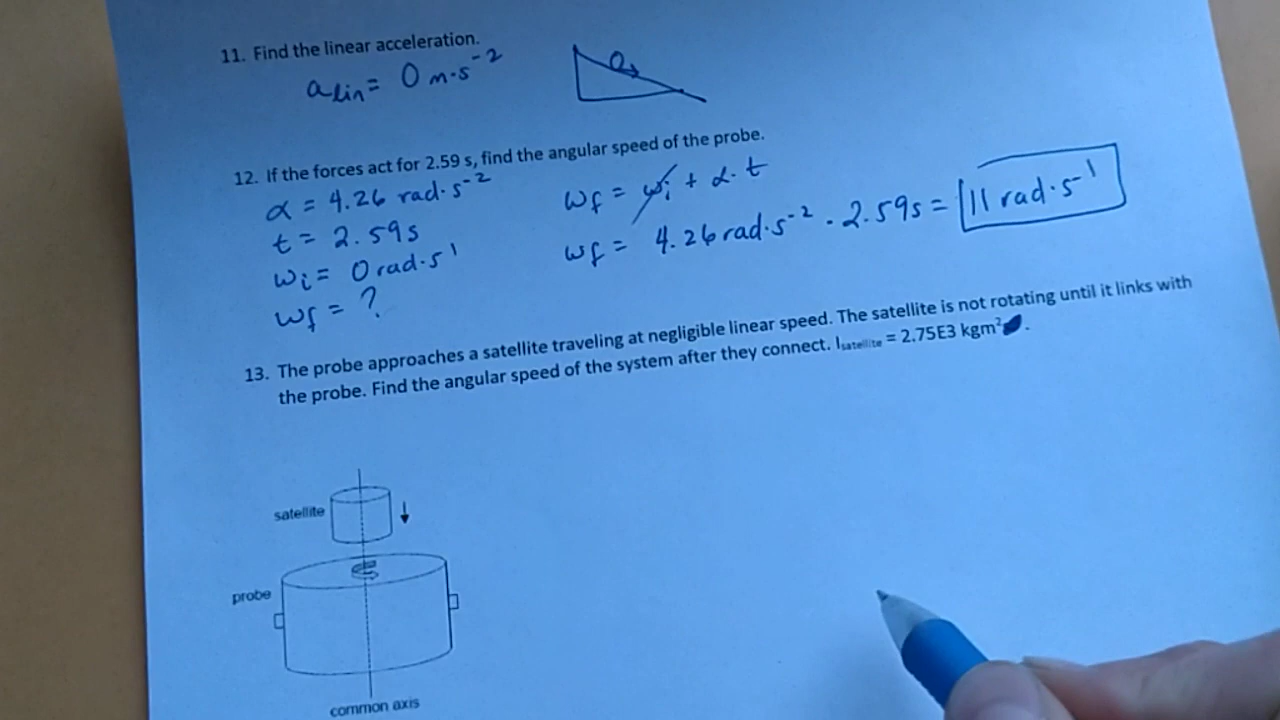 11. Find the linear acceleration.
a_lin = 0 m·s⁻²
12. If the forces act for 2.59 s, find the angular speed of the probe.
α = 4.26 rad·s⁻²
ωf = ωi + α·t
t = 2.59s
ωf = 4.26 rad·s⁻² · 2.59s = 11 rad·s⁻¹
ωi = 0 rad·s⁻¹
ωf = ?
13. The probe approaches a satellite traveling at negligible linear speed. The satellite is not rotating until it links with
the probe. Find the angular speed of the system after they connect. Isatellite = 2.75E3 kgm² .
satellite
probe
common axis